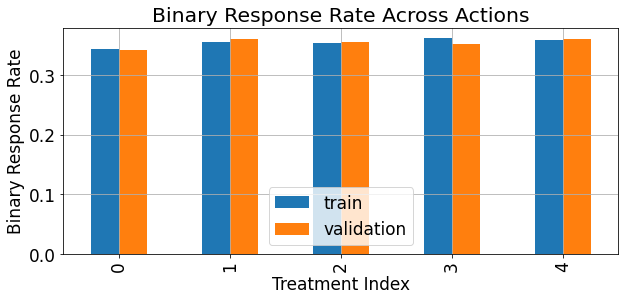 Binary Response Rate Across Actions
Binary Response Rate
0.3
0.2
0.1
0.0
train
validation
0
1
2
3
4
Treatment Index